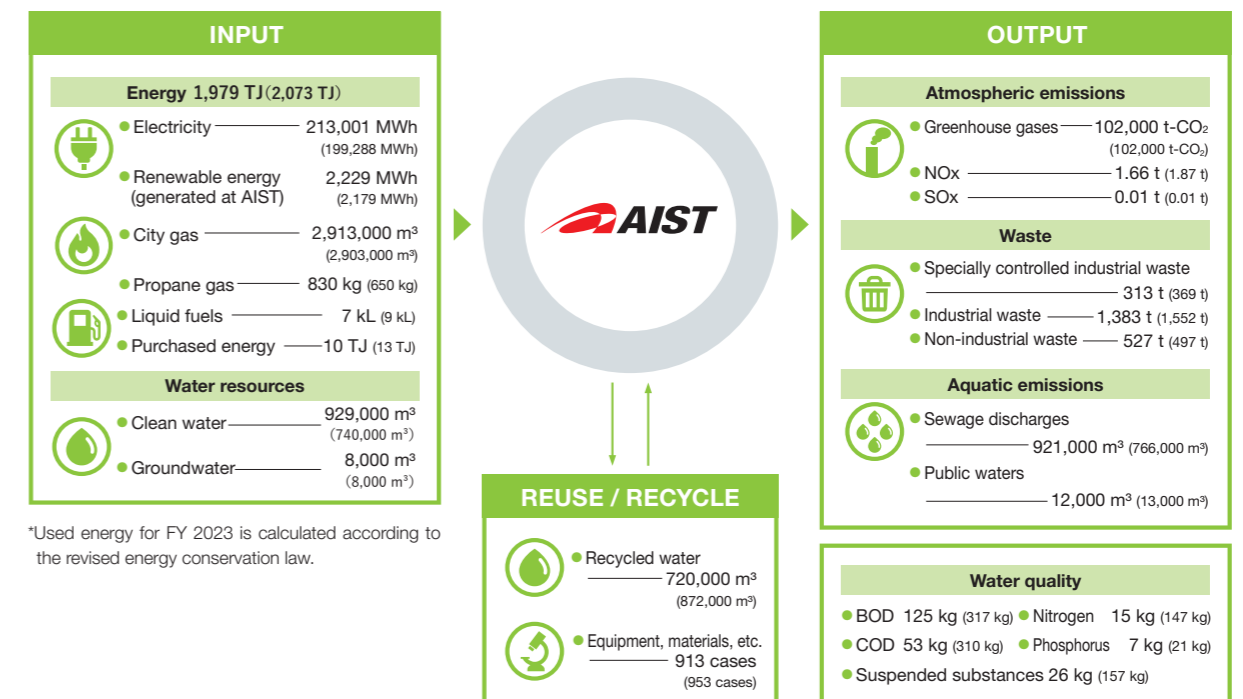 INPUT
Energy 1,979 TJ(2,073 TJ)
Electricity 213,001 MWh
(199,288 MWh)
Renewable energy 2,229 MWh
(generated at AIST) (2,179 MWh)
City gas 2,913,000 m³
(2,903,000 m³)
Propane gas 830 kg (650 kg)
Liquid fuels 7 kL (9 kL)
Purchased energy 10 TJ (13 TJ)
Water resources
Clean water 929,000 m³
(740,000 m³)
Groundwater 8,000 m³
(8,000 m³)
*Used energy for FY 2023 is calculated according to
the revised energy conservation law.
AIST
REUSE / RECYCLE
Recycled water
720,000 m³
(872,000 m³)
Equipment, materials, etc.
913 cases
(953 cases)
OUTPUT
Atmospheric emissions
Greenhouse gases 102,000 t-CO₂
(102,000 t-CO₂)
NOx 1.66 t (1.87 t)
SOx 0.01 t (0.01 t)
Waste
Specially controlled industrial waste
313 t (369 t)
Industrial waste 1,383 t (1,552 t)
Non-industrial waste 527 t (497 t)
Aquatic emissions
Sewage discharges
921,000 m³ (766,000 m³)
Public waters
12,000 m³ (13,000 m³)
Water quality
BOD 125 kg (317 kg) Nitrogen 15 kg (147 kg)
COD 53 kg (310 kg) Phosphorus 7 kg (21 kg)
Suspended substances 26 kg (157 kg)